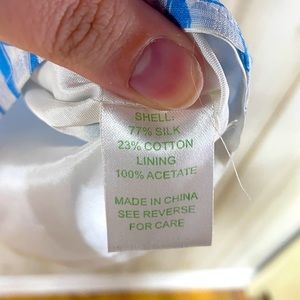 SHELL:
77% SILK
23% COTTON
LINING
100% ACETATE
MADE IN CHINA
SEE REVERSE
FOR CARE